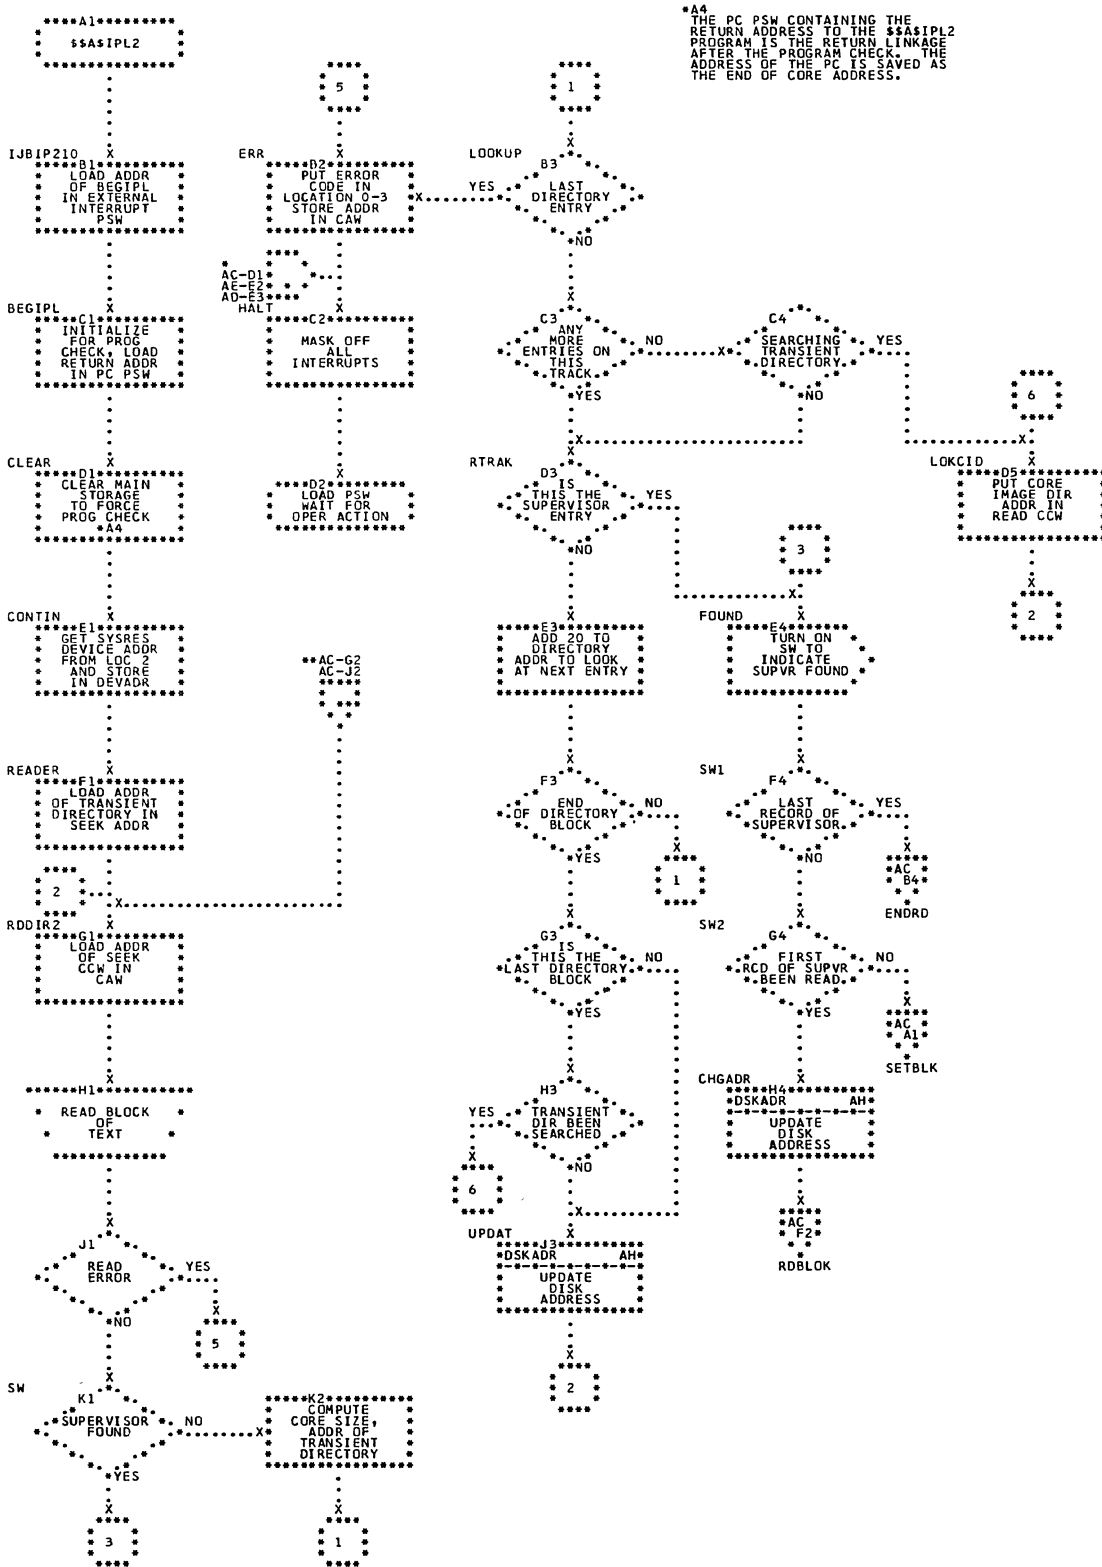 A1
$$A$IPL2
*A4
THE PC PSW CONTAINING THE
RETURN ADDRESS TO THE $$A$IPL2
PROGRAM IS THE RETURN LINKAGE
AFTER THE PROGRAM CHECK. THE
ADDRESS OF THE PC IS SAVED AS
THE END OF CORE ADDRESS.
5
1
IJBIP210
B1
LOAD ADDR
OF BEGIPL
IN EXTERNAL
INTERRUPT
PSW
ERR
B2
PUT ERROR
CODE IN
LOCATION 0-3
STORE ADDR
IN CAW
LOOKUP
B3
LAST
DIRECTORY
ENTRY
YES
NO
AC-D1
AE-E2
AD-E3
BEGIPL
C1
INITIALIZE
FOR PROG
CHECK, LOAD
RETURN ADDR
IN PC PSW
HALT
C2
MASK OFF
ALL
INTERRUPTS
C3
ANY
MORE
ENTRIES ON
THIS
TRACK
NO
YES
C4
SEARCHING
TRANSIENT
DIRECTORY
YES
NO
6
CLEAR
D1
CLEAR MAIN
STORAGE
TO FORCE
PROG CHECK
*A4
D2
LOAD PSW
WAIT FOR
OPER ACTION
RTRAK
D3
IS
THIS THE
SUPERVISOR
ENTRY
YES
NO
LOKCID
D5
PUT CORE
IMAGE DIR
ADDR IN
READ CCW
2
3
CONTIN
E1
GET SYSRES
DEVICE ADDR
FROM LOC 2
AND STORE
IN DEVADR
**AC-G2
AC-J2
E3
ADD 20 TO
DIRECTORY
ADDR TO LOOK
AT NEXT ENTRY
FOUND
E4
TURN ON
SW TO
INDICATE
SUPVR FOUND
READER
F1
LOAD ADDR
OF TRANSIENT
DIRECTORY IN
SEEK ADDR
F3
END
OF DIRECTORY
BLOCK
NO
YES
1
SW1
F4
LAST
RECORD OF
SUPERVISOR
YES
NO
AC
B4
ENDRD
2
RDDIR2
G1
LOAD ADDR
OF SEEK
CCW IN
CAW
G3
IS
THIS THE
LAST DIRECTORY
BLOCK
NO
YES
SW2
G4
FIRST
RCD OF SUPVR
BEEN READ
NO
YES
AC
A1
SETBLK
H1
READ BLOCK
OF
TEXT
H3
TRANSIENT
DIR BEEN
SEARCHED
YES
NO
6
CHGADR
H4
DSKADR AH
UPDATE
DISK
ADDRESS
AC
F2
RDBLOK
J1
READ
ERROR
YES
NO
5
UPDAT
J3
DSKADR AH
UPDATE
DISK
ADDRESS
2
SW
K1
SUPERVISOR
FOUND
NO
YES
K2
COMPUTE
CORE SIZE,
ADDR OF
TRANSIENT
DIRECTORY
3
1